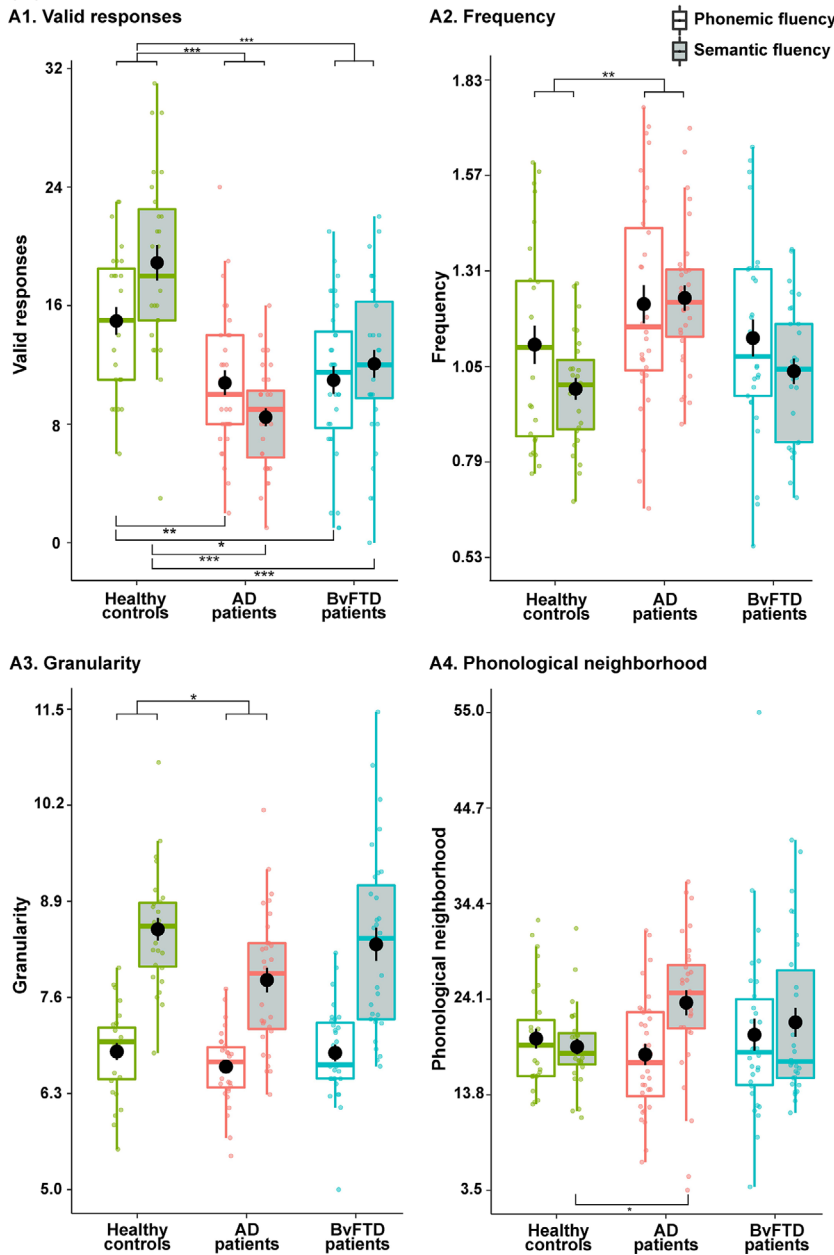 A1. Valid responses
***
***
32
24
16
8
0
Valid responses
**
*
***
***
Healthy controls
AD patients
BvFTD patients
A2. Frequency
Phonemic fluency
Semantic fluency
**
1.83
1.57
1.31
1.05
0.79
0.53
Frequency
Healthy controls
AD patients
BvFTD patients
A3. Granularity
*
11.5
10.2
8.9
7.6
6.3
5.0
Granularity
Healthy controls
AD patients
BvFTD patients
A4. Phonological neighborhood
55.0
44.7
34.4
24.1
13.8
3.5
Phonological neighborhood
*
Healthy controls
AD patients
BvFTD patients